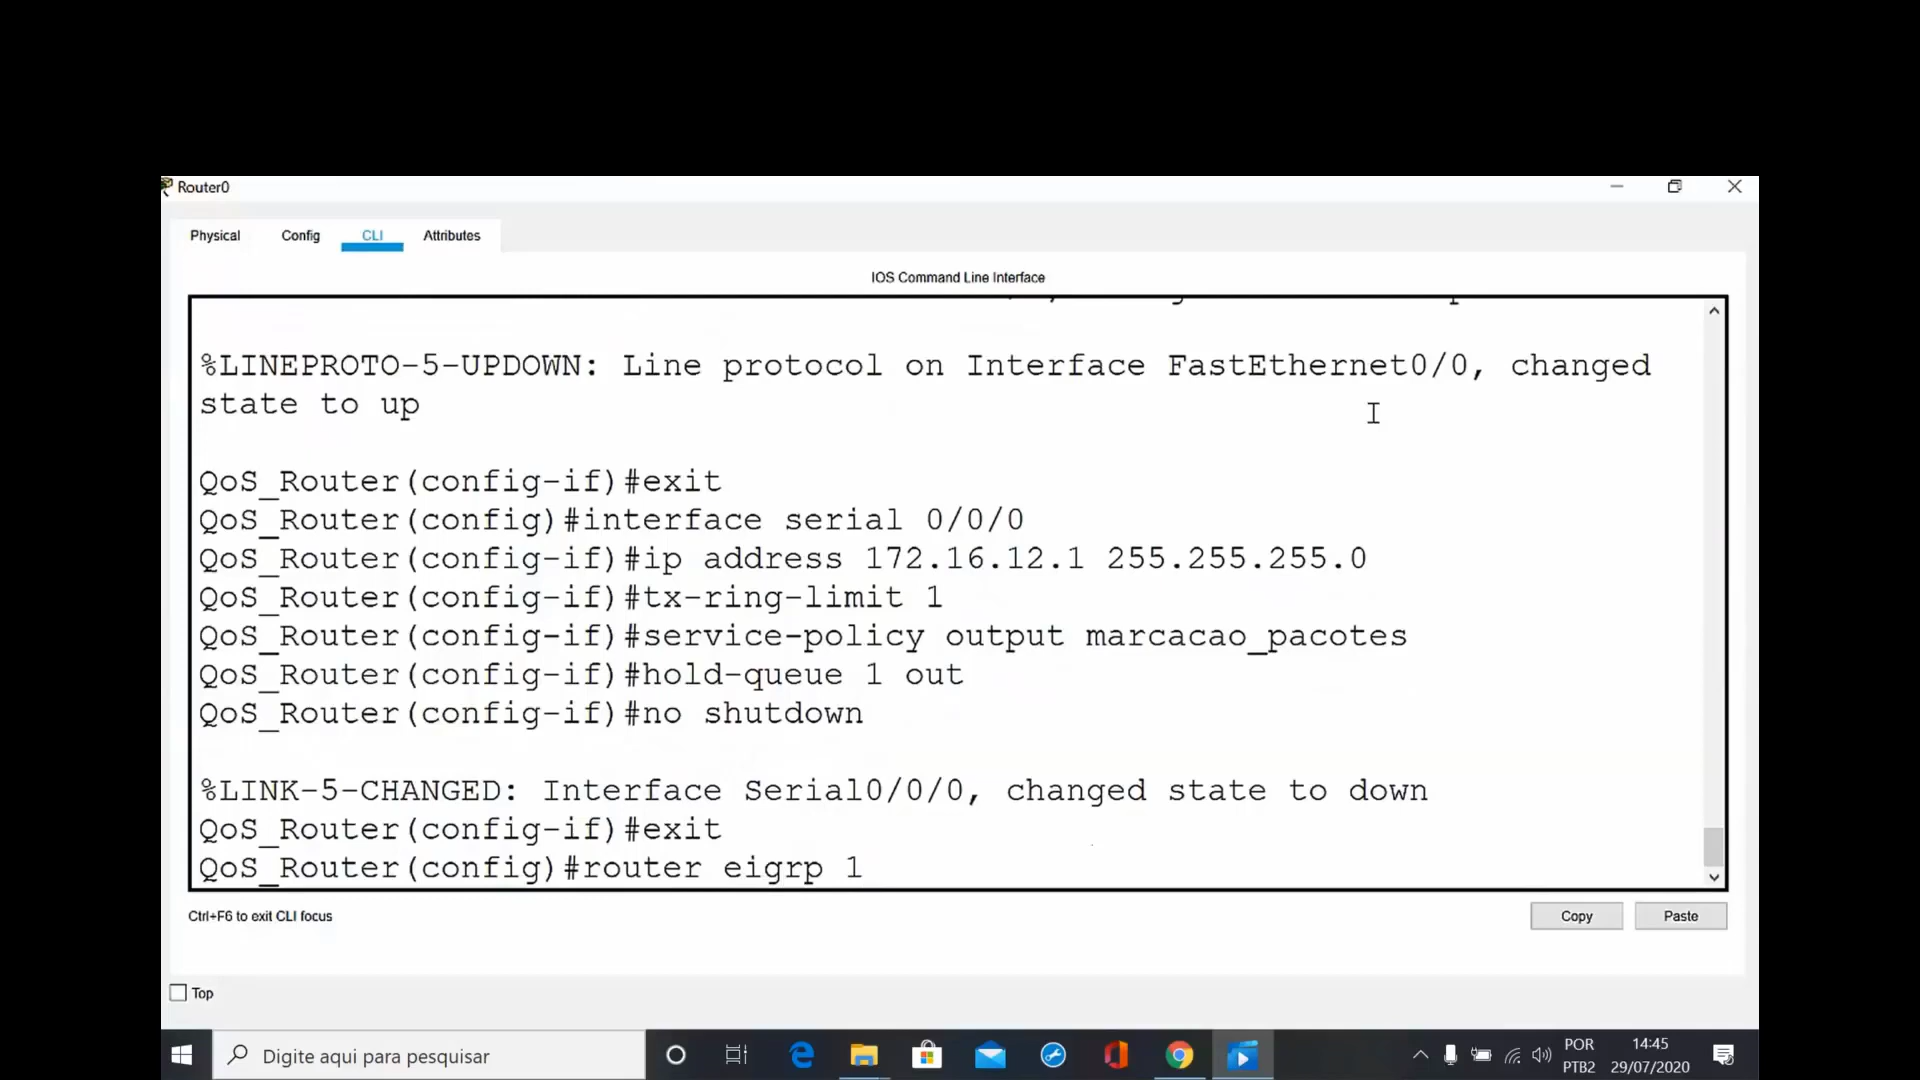 Router0
Physical Config CLI Attributes
IOS Command Line Interface
%LINEPROTO-5-UPDOWN: Line protocol on Interface FastEthernet0/0, changed
state to up
QoS_Router(config-if)#exit
QoS_Router(config)#interface serial 0/0/0
QoS_Router(config-if)#ip address 172.16.12.1 255.255.255.0
QoS_Router(config-if)#tx-ring-limit 1
QoS_Router(config-if)#service-policy output marcacao_pacotes
QoS_Router(config-if)#hold-queue 1 out
QoS_Router(config-if)#no shutdown
%LINK-5-CHANGED: Interface Serial0/0/0, changed state to down
QoS_Router(config-if)#exit
QoS_Router(config)#router eigrp 1
Ctrl+F6 to exit CLI focus
Copy Paste
Top
Digite aqui para pesquisar
POR 14:45
PTB2 29/07/2020